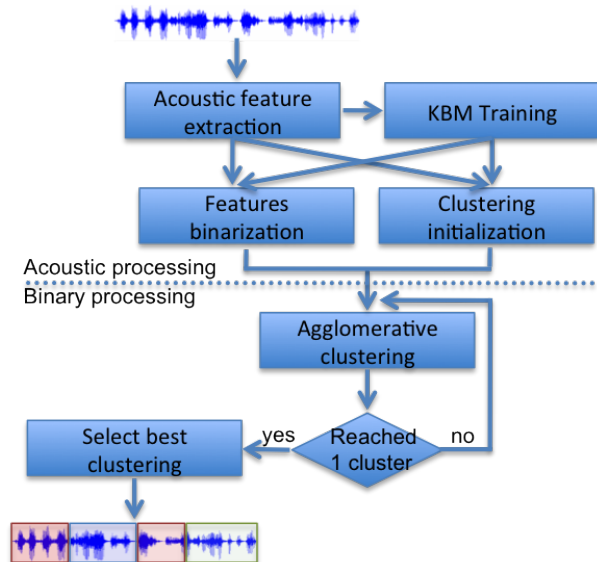 Acoustic feature
extraction
KBM Training
Features
binarization
Clustering
initialization
Acoustic processing
Binary processing
Agglomerative
clustering
Reached
1 cluster
yes
no
Select best
clustering